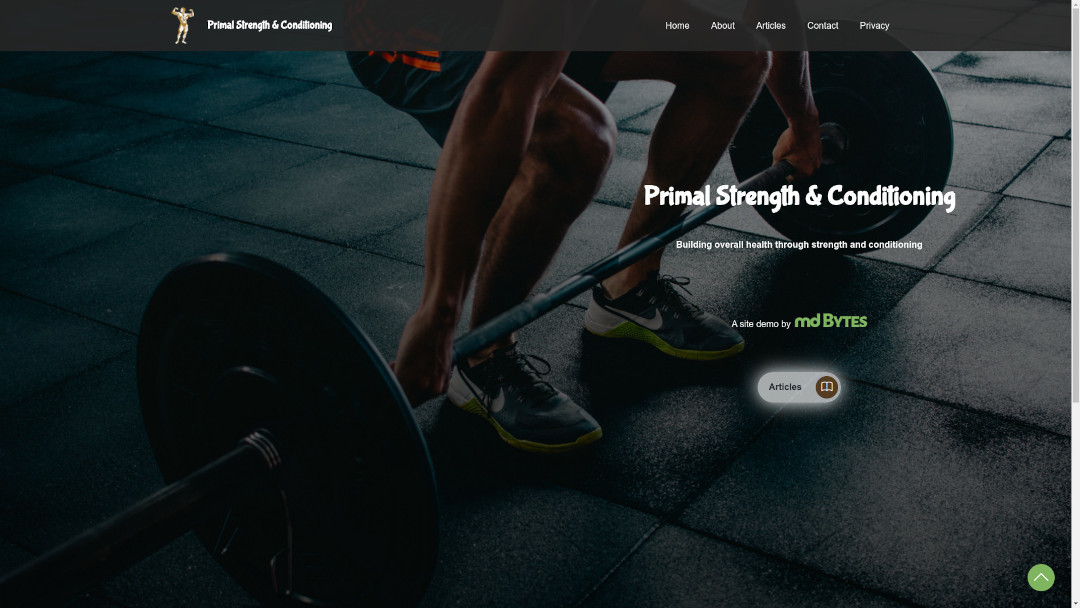 Primal Strength & Conditioning
Home
About
Articles
Contact
Privacy
Primal Strength & Conditioning
Building overall health through strength and conditioning
A site demo by md BYTES
Articles